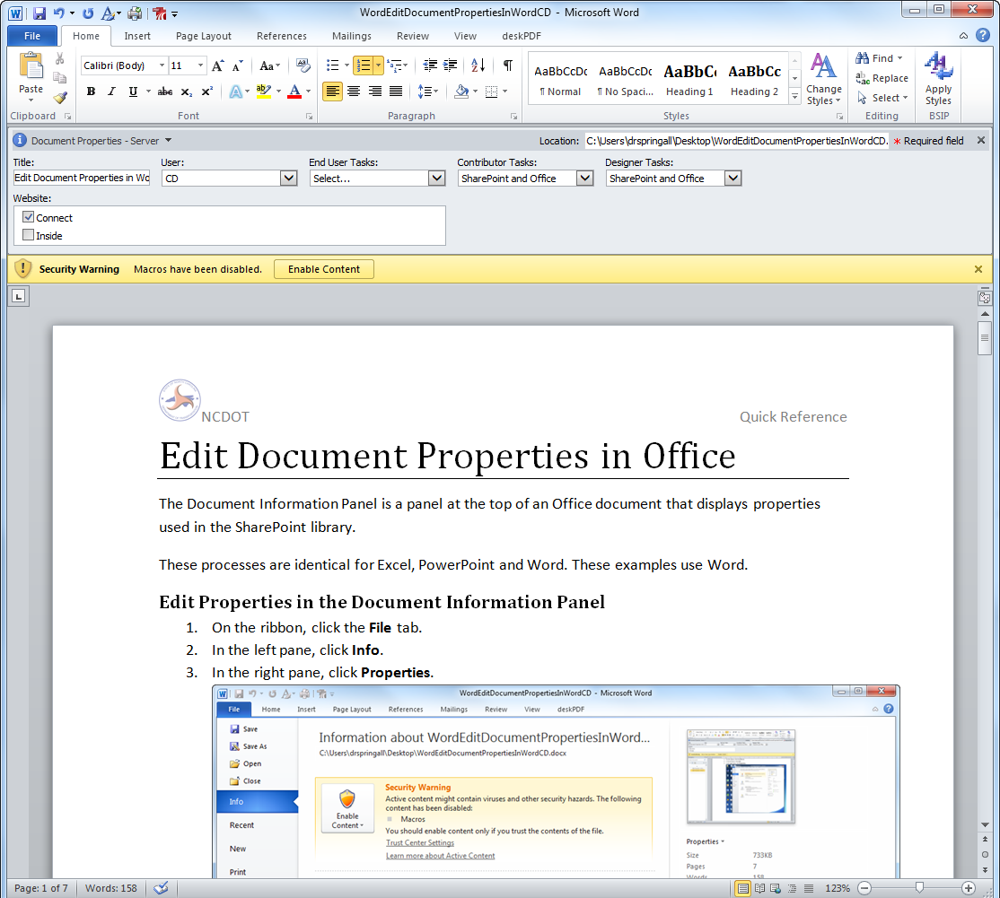 WordEditDocumentPropertiesInWordCD - Microsoft Word
File Home Insert Page Layout References Mailings Review View deskPDF
Paste
Clipboard
Calibri (Body) 11
Font
Paragraph
AaBbCcDc AaBbCcDc AaBbCc AaBbCc
¶ Normal ¶ No Spaci... Heading 1 Heading 2
Change Styles
Styles
Find
Replace
Select
Editing
Apply Styles
BSIP
Document Properties - Server Location: C:\Users\drspringall\Desktop\WordEditDocumentPropertiesInWordCD. * Required field
Title: User: End User Tasks: Contributor Tasks: Designer Tasks:
Edit Document Properties in Wo CD Select... SharePoint and Office SharePoint and Office
Website:
Connect
Inside
Security Warning Macros have been disabled. Enable Content
NCDOT Quick Reference
Edit Document Properties in Office
The Document Information Panel is a panel at the top of an Office document that displays properties
used in the SharePoint library.
These processes are identical for Excel, PowerPoint and Word. These examples use Word.
Edit Properties in the Document Information Panel
1. On the ribbon, click the File tab.
2. In the left pane, click Info.
3. In the right pane, click Properties.
WordEditDocumentPropertiesInWordCD - Microsoft Word
File Home Insert Page Layout References Mailings Review View deskPDF
Save
Save As
Open
Close
Info
Recent
New
Print
Information about WordEditDocumentPropertiesInWord...
C:\Users\drspringall\Desktop\WordEditDocumentPropertiesInWordCD.docx
Enable Content
Security Warning
Active content might contain viruses and other security hazards. The following
content has been disabled:
Macros
You should enable content only if you trust the contents of the file.
Trust Center Settings
Learn more about Active Content
Properties
Size 733KB
Pages 7
Words 158
Page: 1 of 7 Words: 158 123%